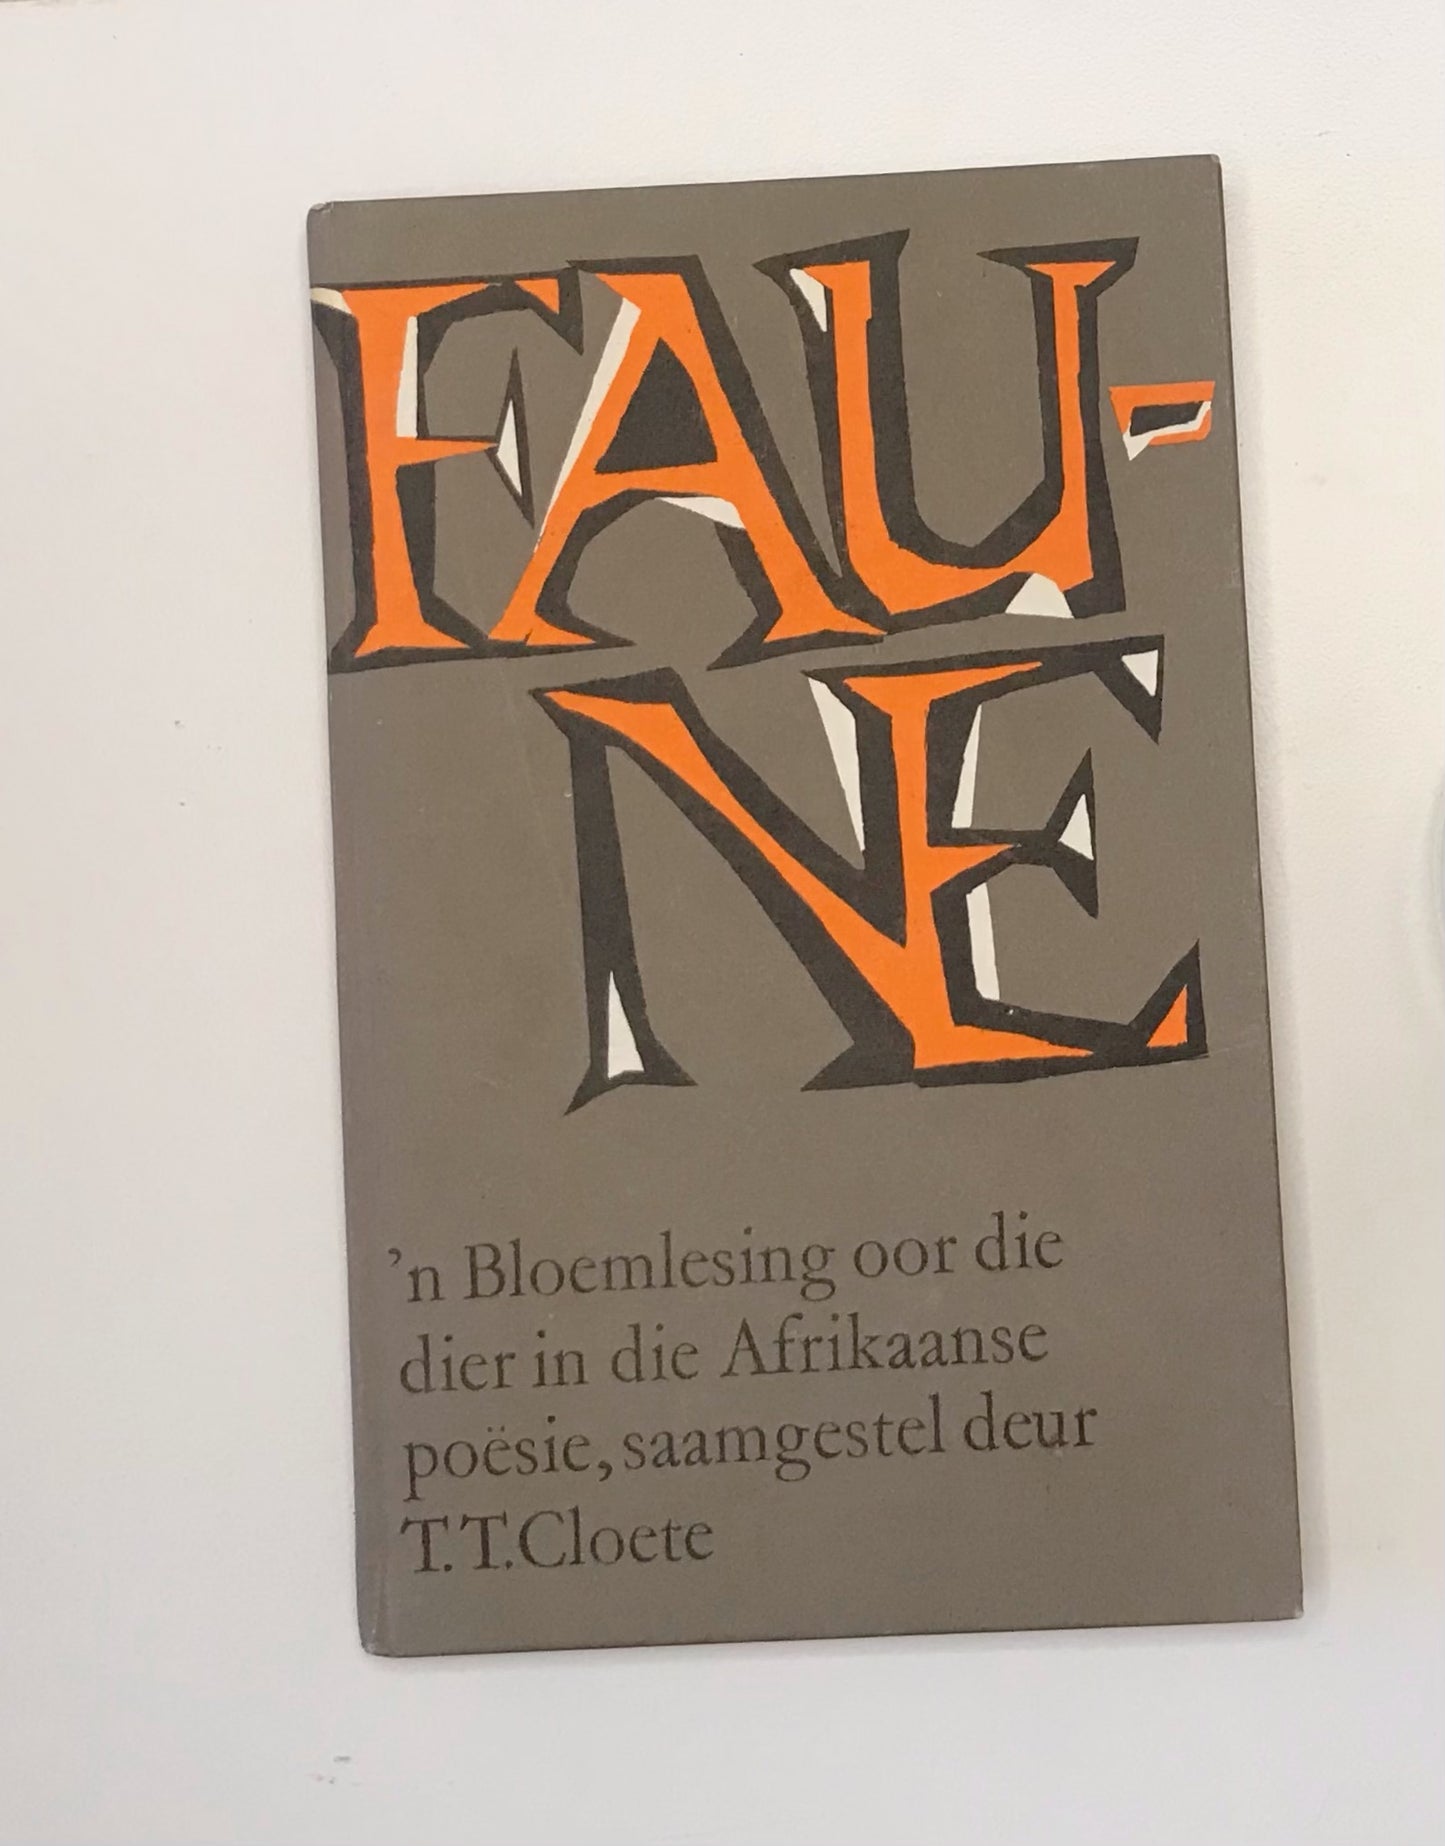 FAU-
NE
’n Bloemlesing oor die
dier in die Afrikaanse
poësie, saamgestel deur
T.T.Cloete